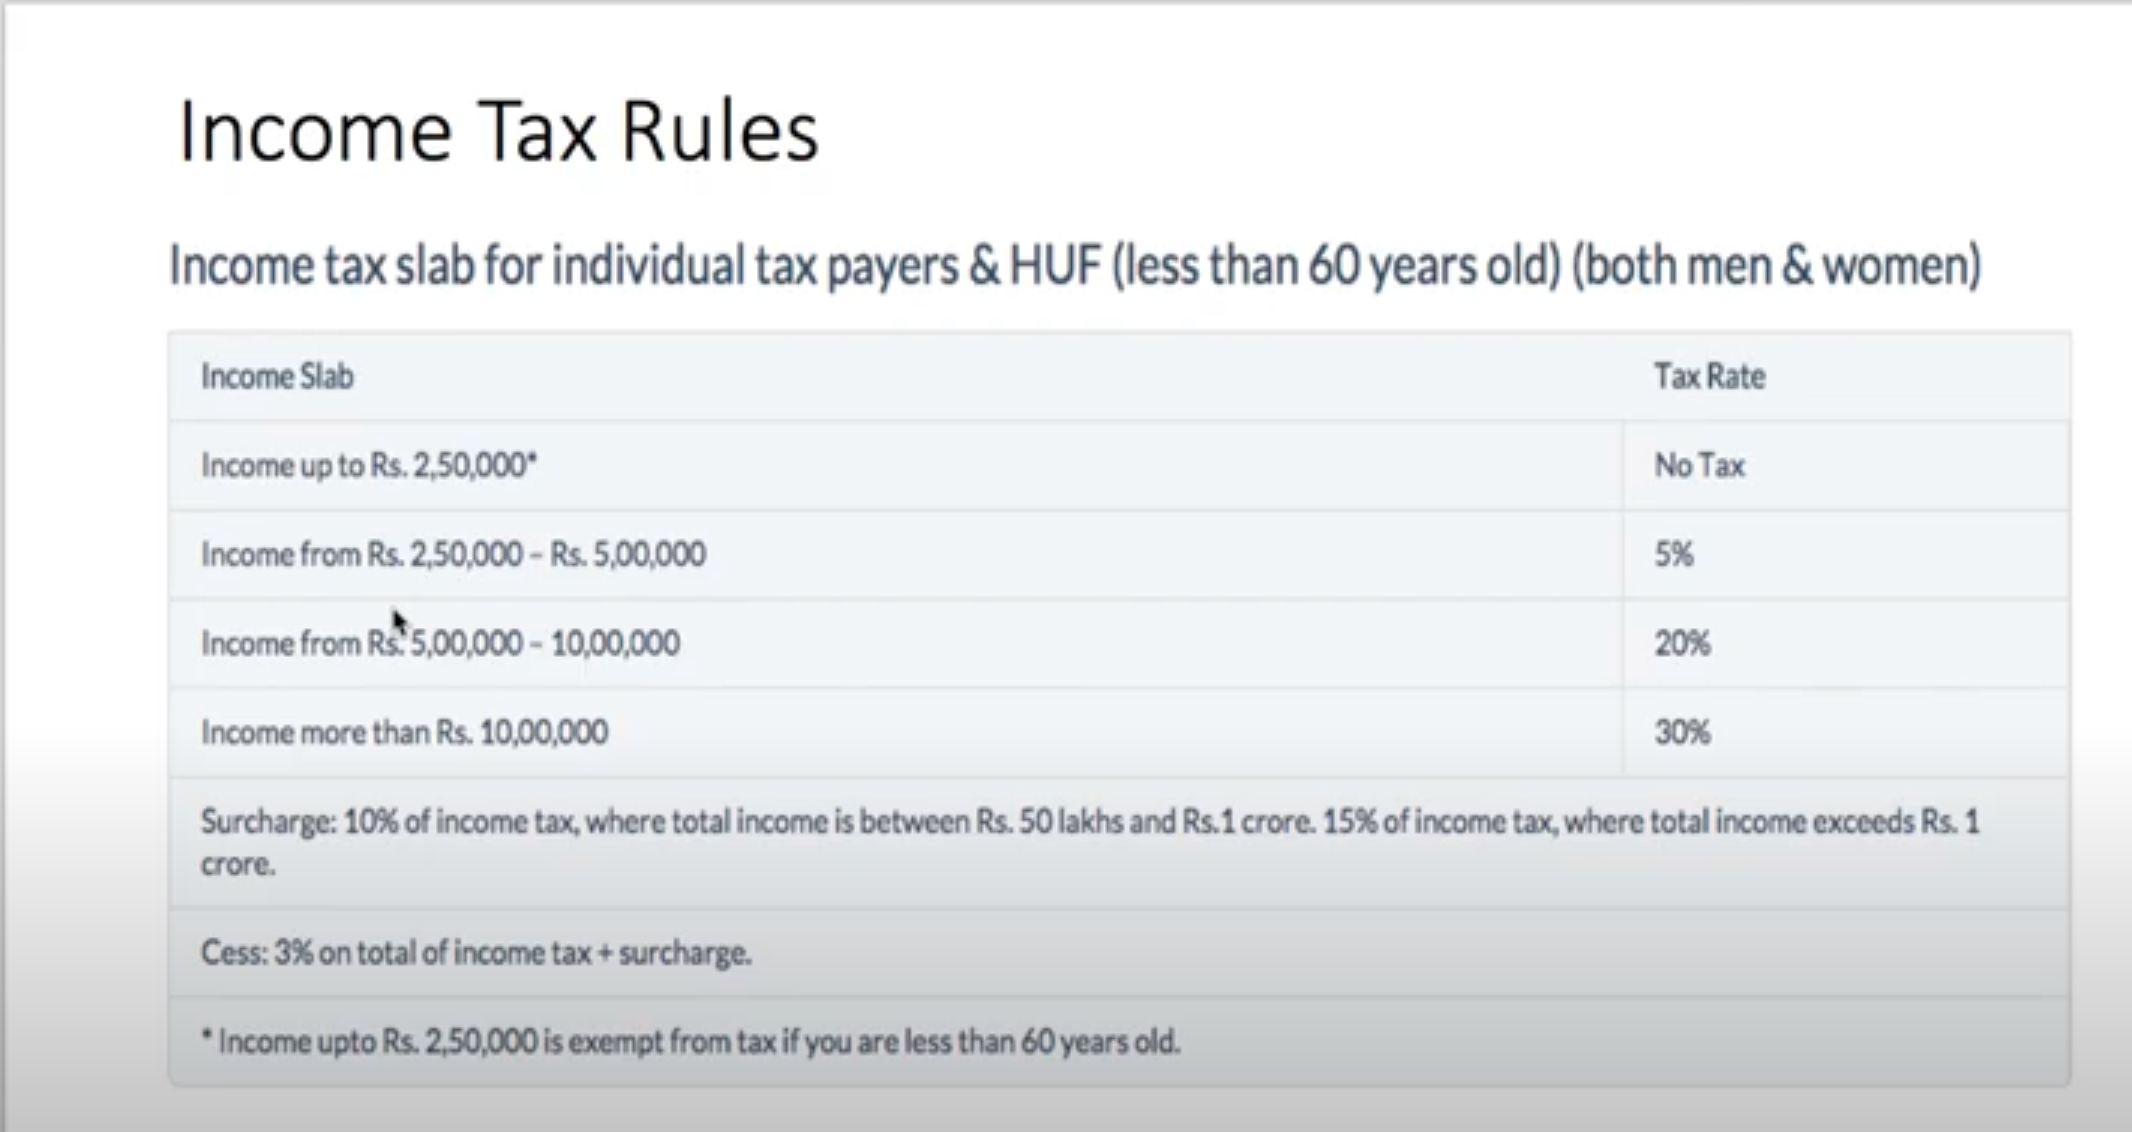 Income Tax Rules
Income tax slab for individual tax payers & HUF (less than 60 years old) (both men & women)
Income Slab Tax Rate
Income up to Rs. 2,50,000* No Tax
Income from Rs. 2,50,000 – Rs. 5,00,000 5%
Income from Rs. 5,00,000 – 10,00,000 20%
Income more than Rs. 10,00,000 30%
Surcharge: 10% of income tax, where total income is between Rs. 50 lakhs and Rs.1 crore. 15% of income tax, where total income exceeds Rs. 1
crore.
Cess: 3% on total of income tax + surcharge.
* Income upto Rs. 2,50,000 is exempt from tax if you are less than 60 years old.